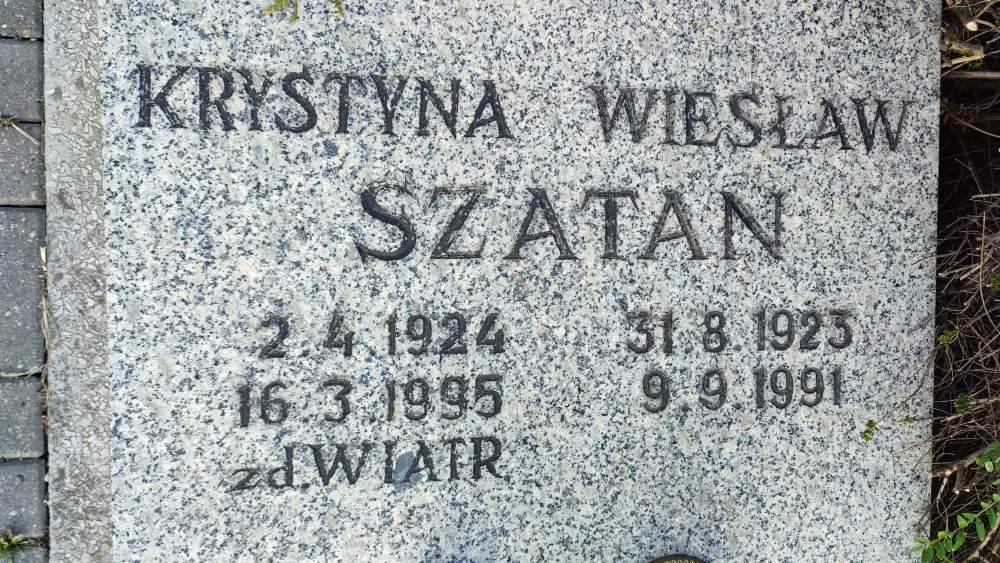 KRYSTYNA WIESŁAW
SZATAN
2.4.1924 31.8.1923
16.3.1995 9.9.1991
zd.WIATR